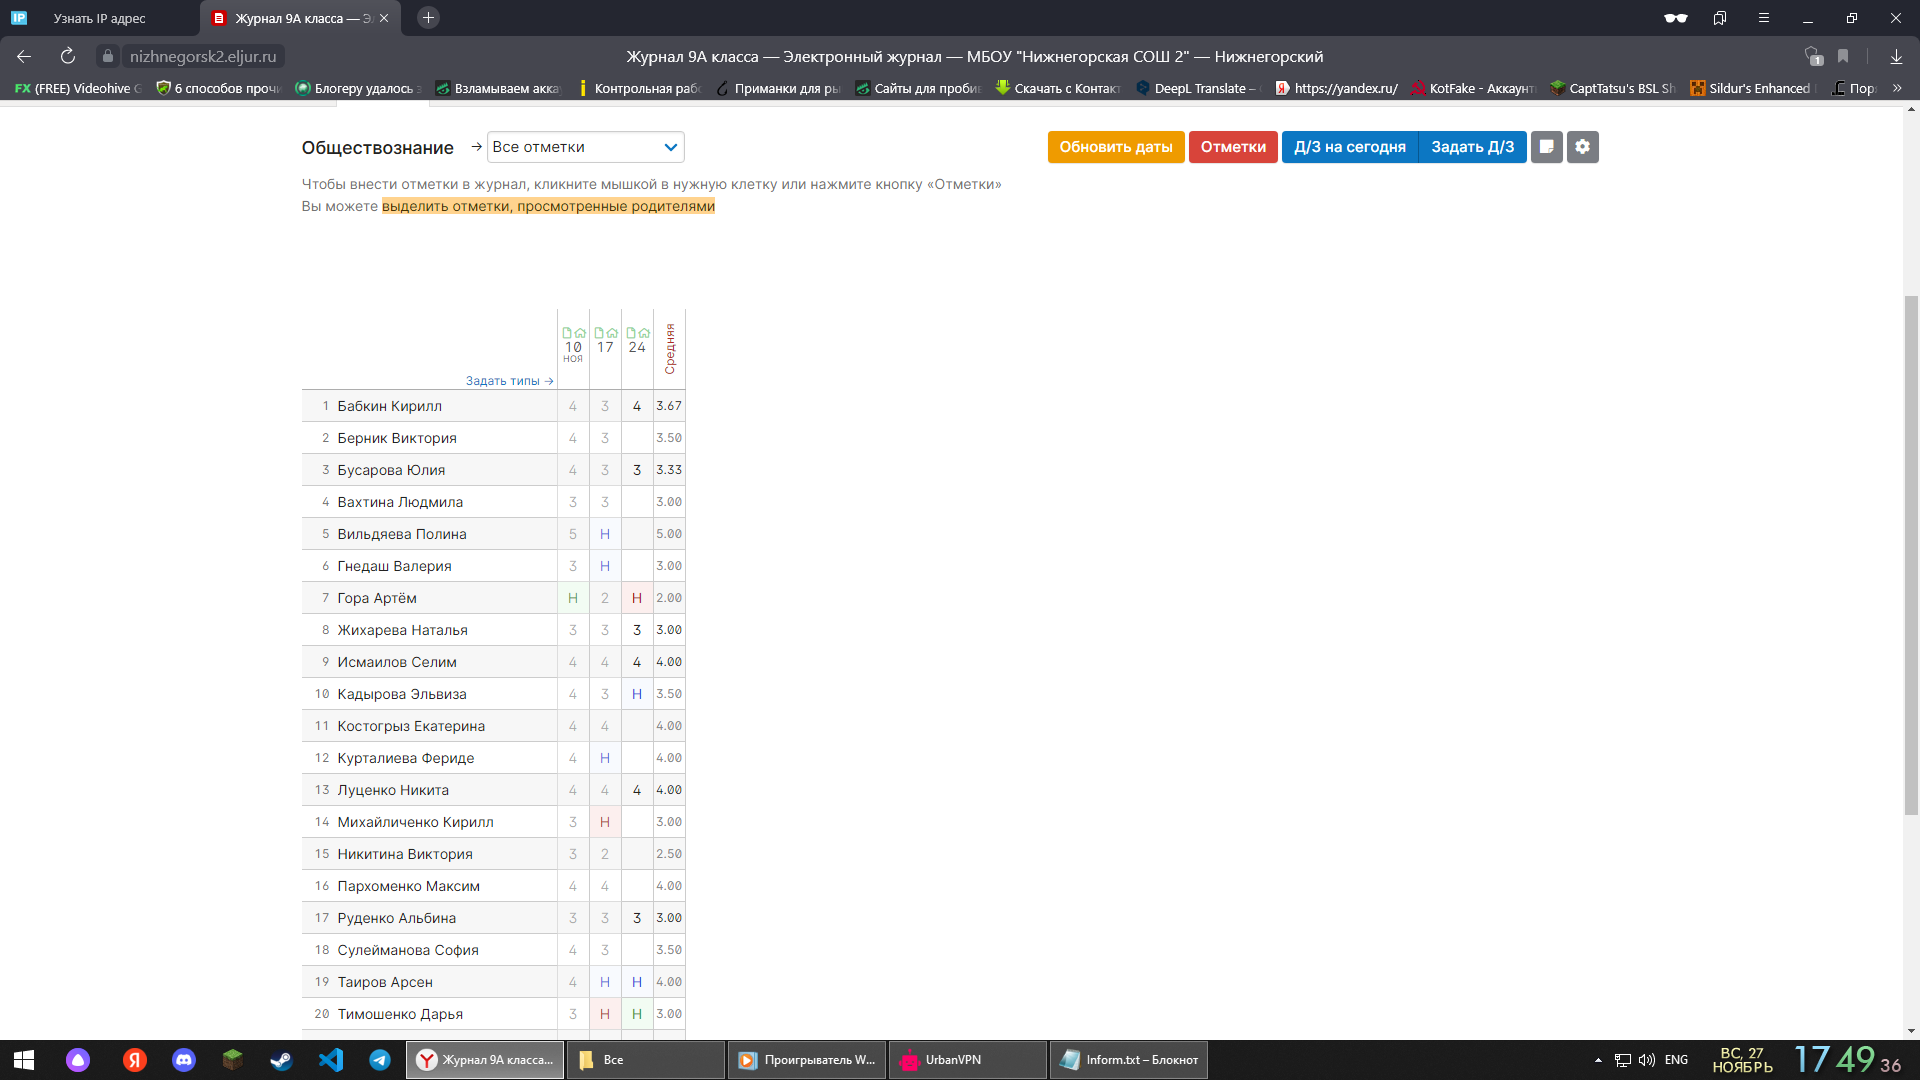 Узнать IP адрес
Журнал 9А класса — Эл
nizhnegorsk2.eljur.ru
Журнал 9А класса — Электронный журнал — МБОУ "Нижнегорская СОШ 2" — Нижнегорский
1
FX (FREE) Videohive G
6 способов прочи
Блогеру удалось з
Взламываем акка
Контрольная раб
Приманки для ры
Сайты для проби
Скачать с Контакт
DeepL Translate –
https://yandex.ru/
KotFake - Аккаунт
CaptTatsu's BSL Sh
Sildur's Enhanced
Пор
Обществознание → Все отметки
Обновить даты Отметки Д/З на сегодня Задать Д/З
Чтобы внести отметки в журнал, кликните мышкой в нужную клетку или нажмите кнопку «Отметки»
Вы можете выделить отметки, просмотренные родителями
10 17 24 Средняя
ноя
Задать типы →
1 Бабкин Кирилл 4 3 4 3.67
2 Берник Виктория 4 3 3.50
3 Бусарова Юлия 4 3 3 3.33
4 Вахтина Людмила 3 3 3.00
5 Вильдяева Полина 5 Н 5.00
6 Гнедаш Валерия 3 Н 3.00
7 Гора Артём Н 2 Н 2.00
8 Жихарева Наталья 3 3 3 3.00
9 Исмаилов Селим 4 4 4 4.00
10 Кадырова Эльвиза 4 3 Н 3.50
11 Костогрыз Екатерина 4 4 4.00
12 Курталиева Фериде 4 Н 4.00
13 Луценко Никита 4 4 4 4.00
14 Михайличенко Кирилл 3 Н 3.00
15 Никитина Виктория 3 2 2.50
16 Пархоменко Максим 4 4 4.00
17 Руденко Альбина 3 3 3 3.00
18 Сулейманова София 4 3 3.50
19 Таиров Арсен 4 Н Н 4.00
20 Тимошенко Дарья 3 Н Н 3.00
Журнал 9А класса...
Все
Проигрыватель W...
UrbanVPN
Inform.txt – Блокнот
ENG
ВС, 27
НОЯБРЬ
17 49 36